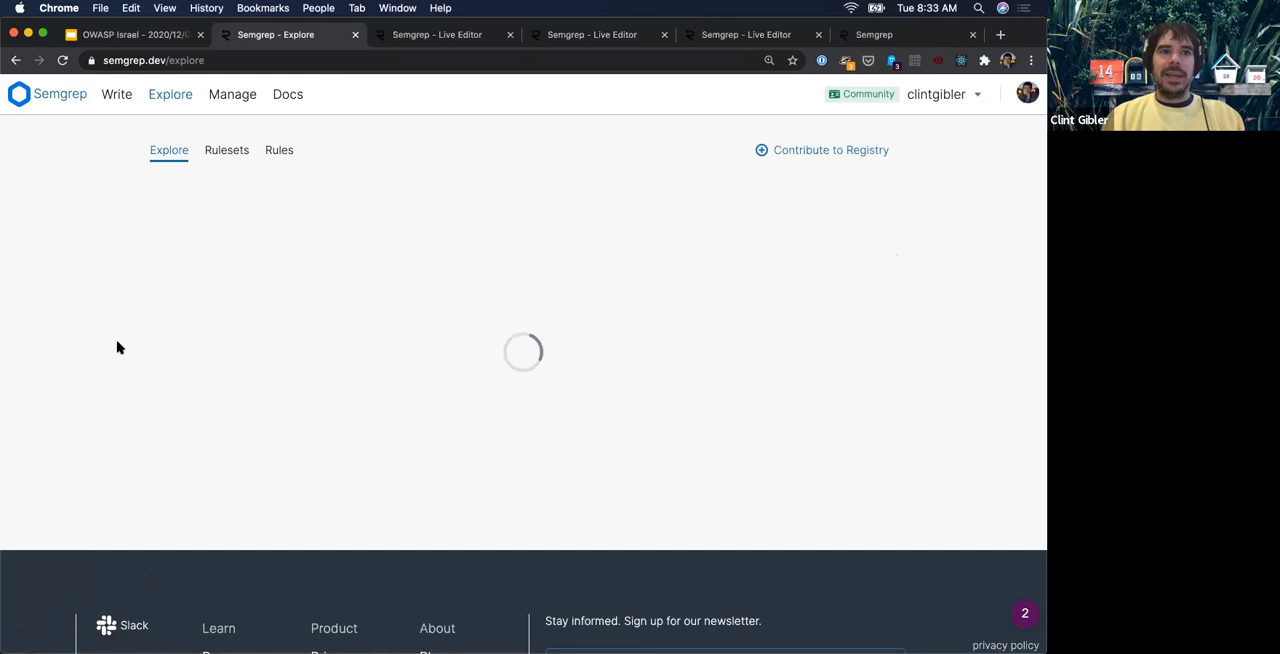 Chrome File Edit View History Bookmarks People Tab Window Help Tue 8:33 AM
OWASP Israel - 2020/12/0 Semgrep - Explore Semgrep - Live Editor Semgrep - Live Editor Semgrep - Live Editor Semgrep
semgrep.dev/explore 3 3
Semgrep Write Explore Manage Docs Community clintgibler
Explore Rulesets Rules Contribute to Registry
Slack Learn Product About Stay informed. Sign up for our newsletter.
2
privacy policy
14
Clint Gibler